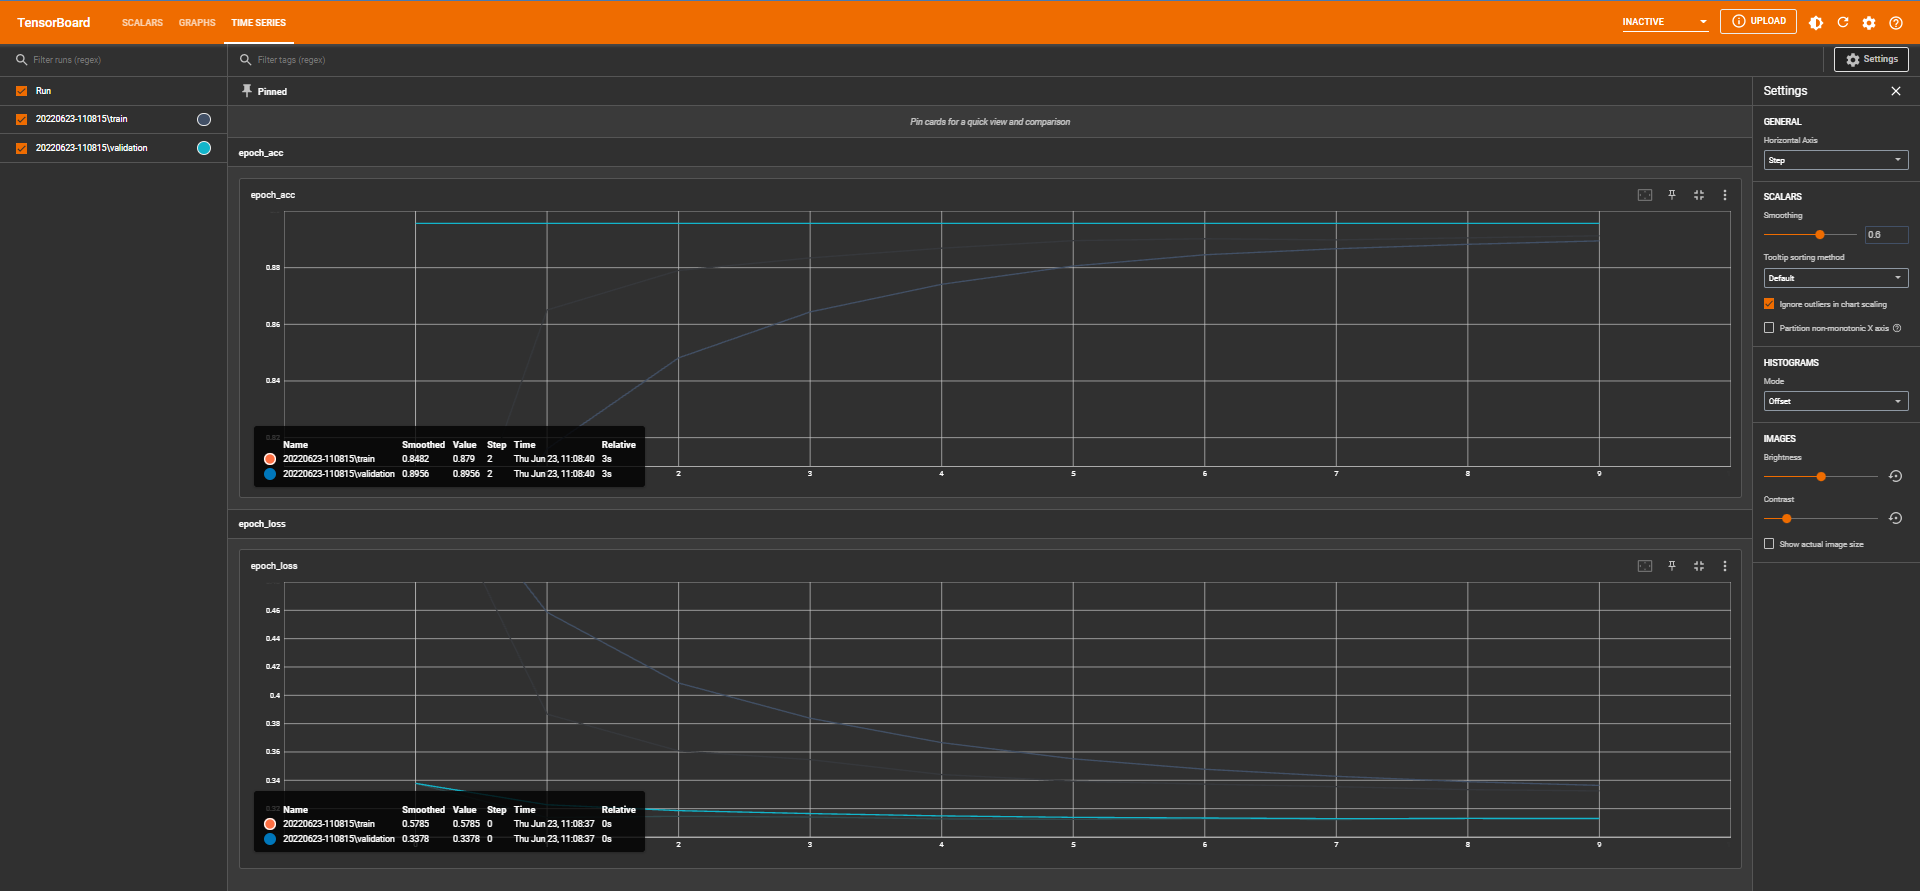 TensorBoard SCALARS GRAPHS TIME SERIES INACTIVE UPLOAD
Filter runs (regex)
Filter tags (regex)
Settings
Run
20220623-110815\train
20220623-110815\validation
Pinned
Pin cards for a quick view and comparison
epoch_acc
epoch_acc
0.88
0.86
0.84
0.82
Name Smoothed Value Step Time Relative
20220623-110815\train 0.8482 0.879 2 Thu Jun 23, 11:08:40 3s
20220623-110815\validation 0.8956 0.8956 2 Thu Jun 23, 11:08:40 3s
2 3 4 5 6 7 8 9
epoch_loss
epoch_loss
0.46
0.44
0.42
0.4
0.38
0.36
0.34
0.32
Name Smoothed Value Step Time Relative
20220623-110815\train 0.5785 0.5785 0 Thu Jun 23, 11:08:37 0s
20220623-110815\validation 0.3378 0.3378 0 Thu Jun 23, 11:08:37 0s
2 3 4 5 6 7 8 9
Settings
GENERAL
Horizontal Axis
Step
SCALARS
Smoothing
0.6
Tooltip sorting method
Default
Ignore outliers in chart scaling
Partition non-monotonic X axis
HISTOGRAMS
Mode
Offset
IMAGES
Brightness
Contrast
Show actual image size